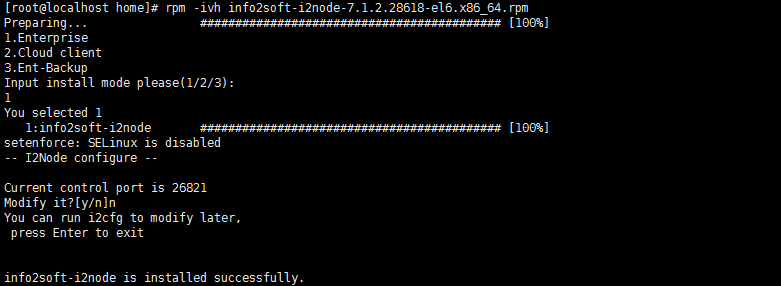 [root@localhost home]# rpm -ivh info2soft-i2node-7.1.2.28618-el6.x86_64.rpm
Preparing...                ########################################### [100%]
1.Enterprise
2.Cloud client
3.Ent-Backup
Input install mode please(1/2/3):
1
You selected 1
   1:info2soft-i2node       ########################################### [100%]
setenforce: SELinux is disabled
-- I2Node configure --
Current control port is 26821
Modify it?[y/n]n
You can run i2cfg to modify later,
 press Enter to exit
info2soft-i2node is installed successfully.